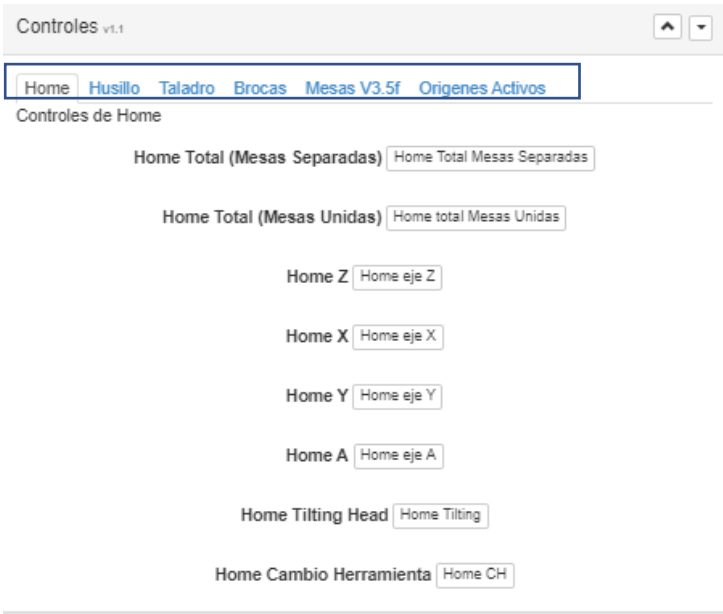 Controles v1.1
Home Husillo Taladro Brocas Mesas V3.5f Origenes Activos
Controles de Home
Home Total (Mesas Separadas) Home Total Mesas Separadas
Home Total (Mesas Unidas) Home total Mesas Unidas
Home Z Home eje Z
Home X Home eje X
Home Y Home eje Y
Home A Home eje A
Home Tilting Head Home Tilting
Home Cambio Herramienta Home CH